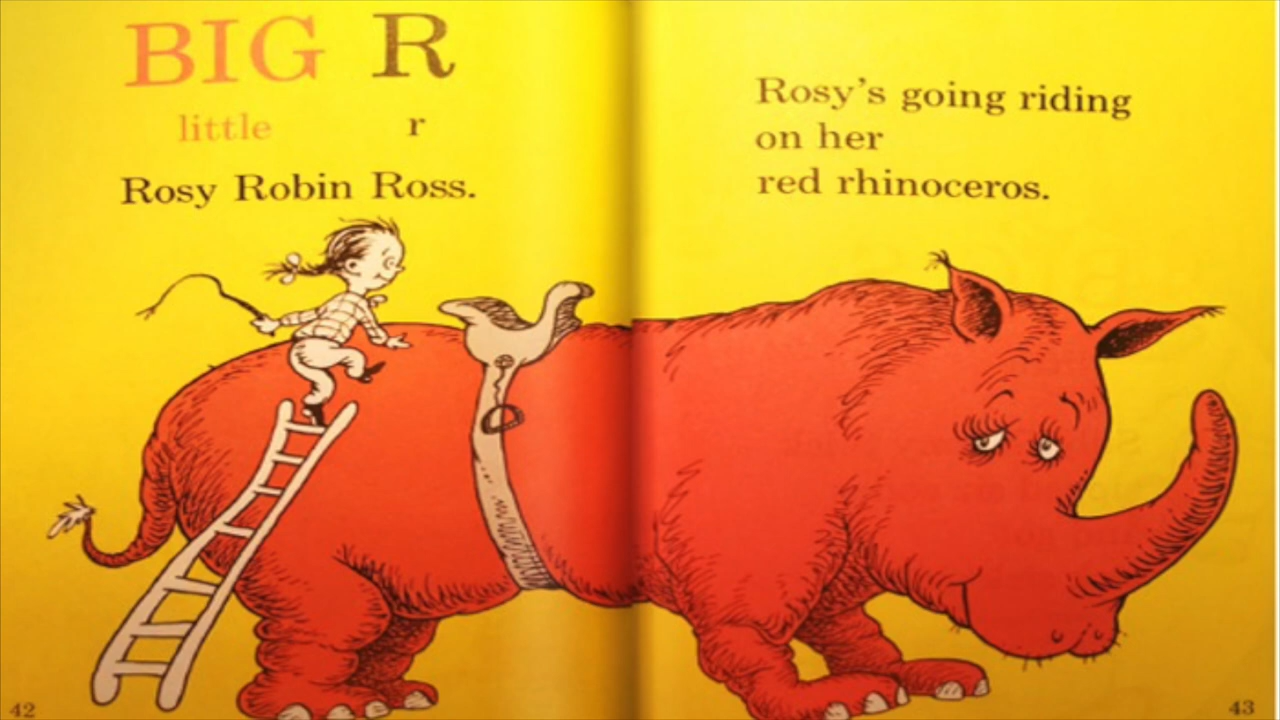 BIG R
little r
Rosy Robin Ross.
42
Rosy's going riding
on her
red rhinoceros.
43